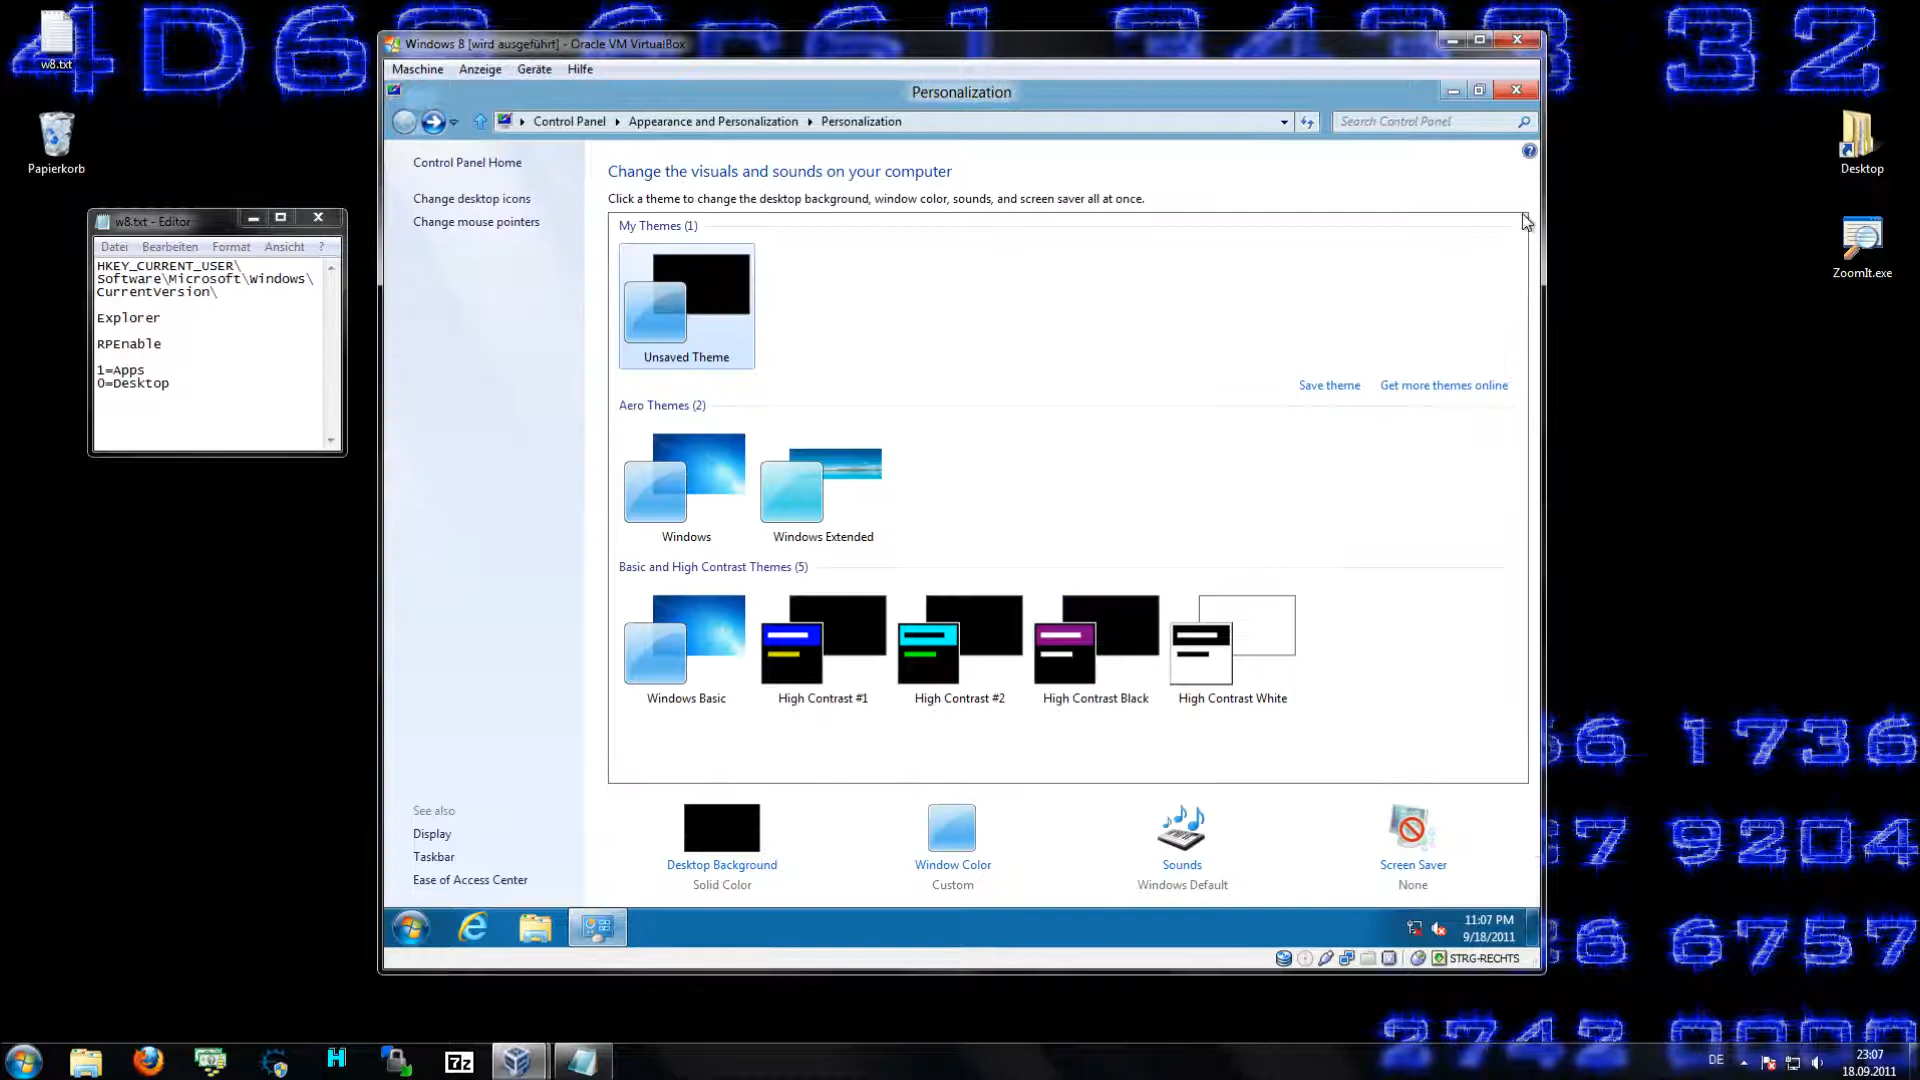 w8.txt
Papierkorb
w8.txt - Editor
Datei Bearbeiten Format Ansicht ?
HKEY_CURRENT_USER\
Software\Microsoft\Windows\
CurrentVersion\
Explorer
RPEnable
1=Apps
0=Desktop
Windows 8 [wird ausgeführt] - Oracle VM VirtualBox
Maschine Anzeige Geräte Hilfe
Personalization
Control Panel Appearance and Personalization Personalization
Search Control Panel
Control Panel Home
Change desktop icons
Change mouse pointers
Change the visuals and sounds on your computer
Click a theme to change the desktop background, window color, sounds, and screen saver all at once.
My Themes (1)
Unsaved Theme
Save theme Get more themes online
Aero Themes (2)
Windows Windows Extended
Basic and High Contrast Themes (5)
Windows Basic High Contrast #1 High Contrast #2 High Contrast Black High Contrast White
See also
Display
Taskbar
Ease of Access Center
Desktop Background Window Color Sounds Screen Saver
Solid Color Custom Windows Default None
11:07 PM
9/18/2011
STRG-RECHTS
Desktop
ZoomIt.exe
1736
9204
6757
7z
DE
23:07
18.09.2011